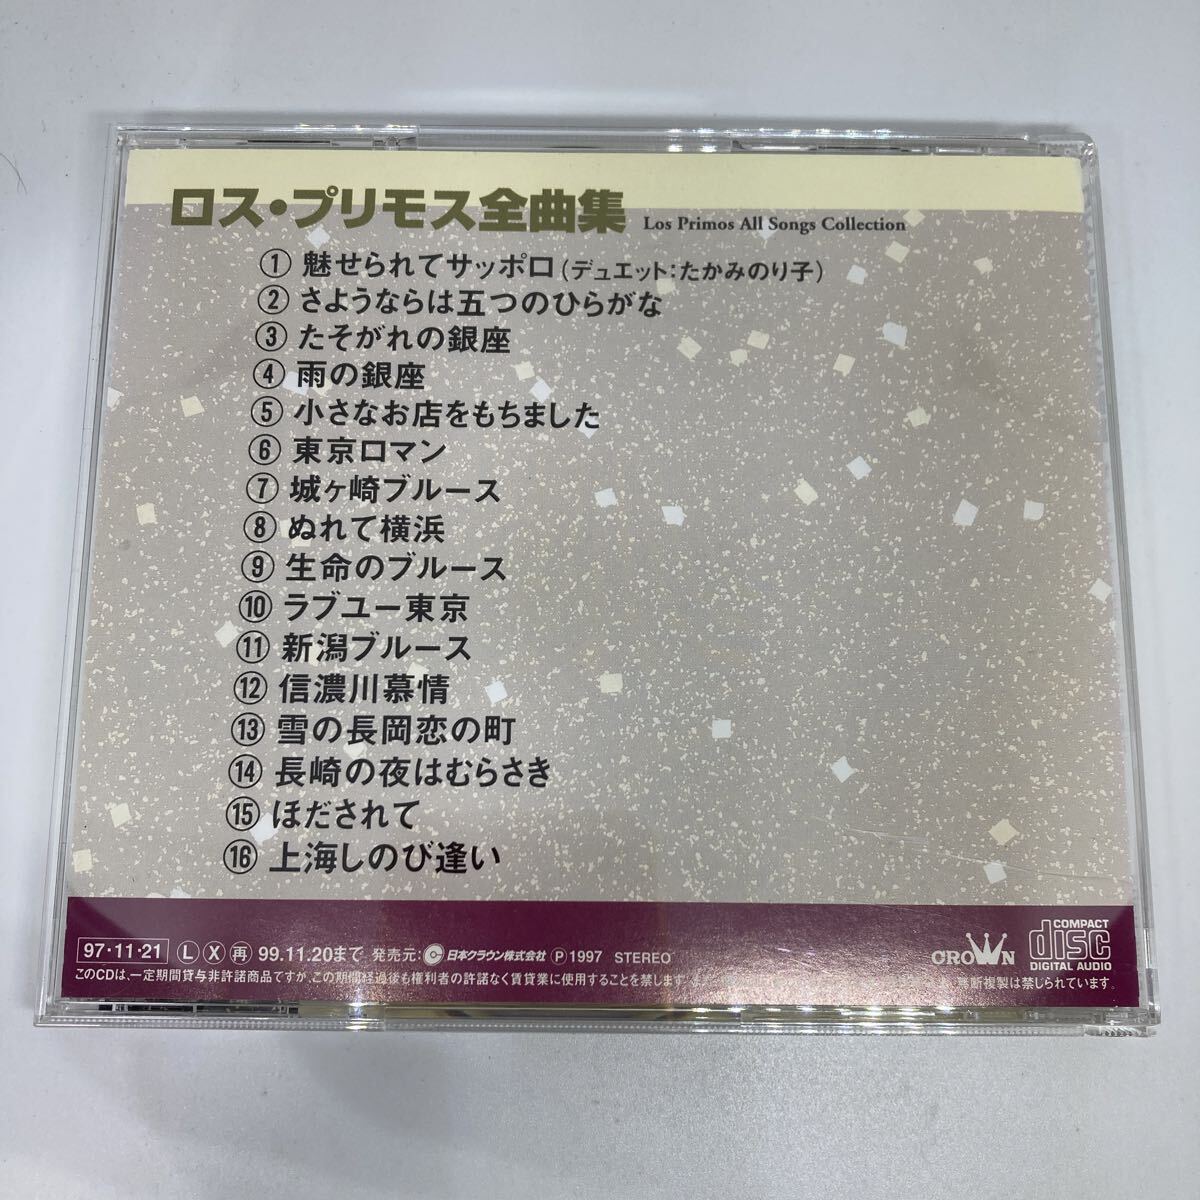 ロス・プリモス全曲集 Los Primos All Songs Collection
① 魅せられてサッポロ(デュエット:たかみのり子)
② さようならは五つのひらがな
③ たそがれの銀座
④ 雨の銀座
⑤ 小さなお店をもちました
⑥ 東京ロマン
⑦ 城ヶ崎ブルース
⑧ ぬれて横浜
⑨ 生命のブルース
⑩ ラブユー東京
⑪ 新潟ブルース
⑫ 信濃川慕情
⑬ 雪の長岡恋の町
⑭ 長崎の夜はむらさき
⑮ ほだされて
⑯ 上海しのび逢い
97・11・21 Ⓛ Ⓧ 再 99.11.20まで 発売元: 日本クラウン株式会社 Ⓟ 1997 STEREO
CROWN
COMPACT
disc
DIGITAL AUDIO
このCDは、一定期間貸与非許諾商品ですが、この期間経過後も権利者の許諾なく賃貸業に使用することを禁じます。
無断複製は禁じられています。